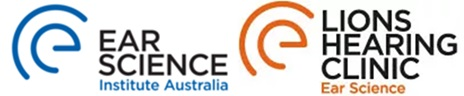 EAR
SCIENCE
Institute Australia
LIONS
HEARING
CLINIC
Ear Science